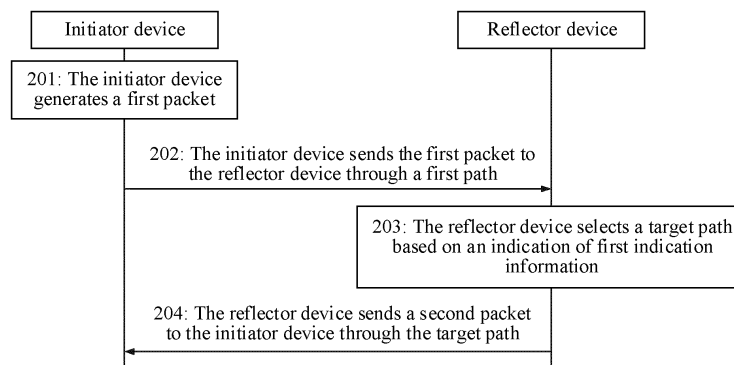 Initiator device
Reflector device
201: The initiator device
generates a first packet
202: The initiator device sends the first packet to
the reflector device through a first path
203: The reflector device selects a target path
based on an indication of first indication
information
204: The reflector device sends a second packet
to the initiator device through the target path